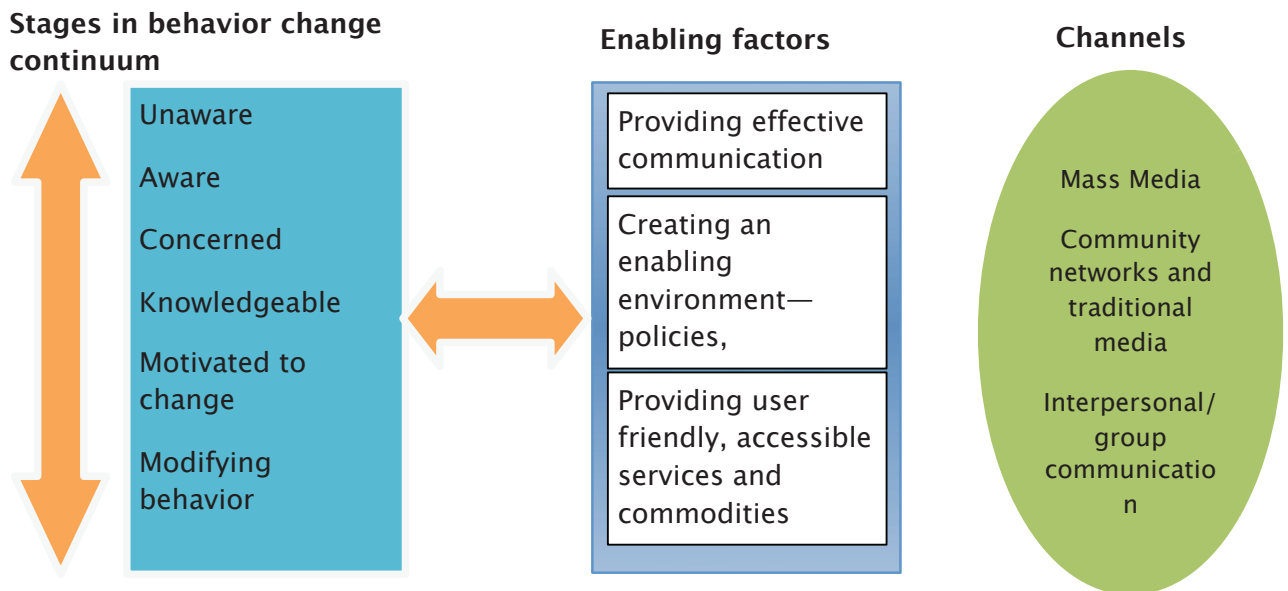 Stages in behavior change
continuum
Unaware
Aware
Concerned
Knowledgeable
Motivated to
change
Modifying
behavior
Enabling factors
Providing effective
communication
Creating an
enabling
environment—
policies,
Providing user
friendly, accessible
services and
commodities
Channels
Mass Media
Community
networks and
traditional
media
Interpersonal/
group
communicatio
n